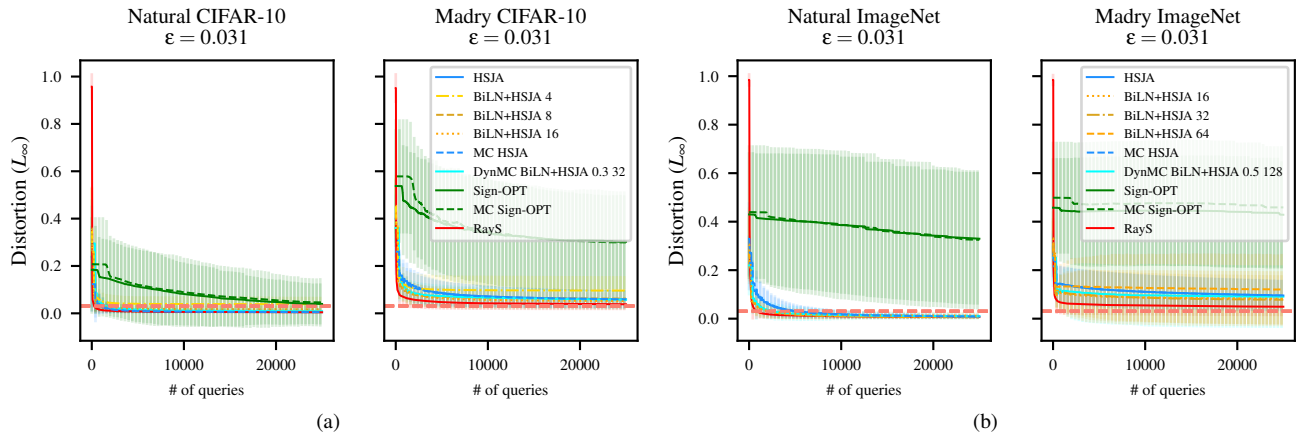 Natural CIFAR-10
ε = 0.031
Madry CIFAR-10
ε = 0.031
Natural ImageNet
ε = 0.031
Madry ImageNet
ε = 0.031
Distortion (L∞)
1.0
0.8
0.6
0.4
0.2
0.0
0
10000
20000
# of queries
HSJA
BiLN+HSJA 4
BiLN+HSJA 8
BiLN+HSJA 16
MC HSJA
DynMC BiLN+HSJA 0.3 32
Sign-OPT
MC Sign-OPT
RayS
0
10000
20000
# of queries
(a)
Distortion (L∞)
1.0
0.8
0.6
0.4
0.2
0.0
0
10000
20000
# of queries
HSJA
BiLN+HSJA 16
BiLN+HSJA 32
BiLN+HSJA 64
MC HSJA
DynMC BiLN+HSJA 0.5 128
Sign-OPT
MC Sign-OPT
RayS
0
10000
20000
# of queries
(b)